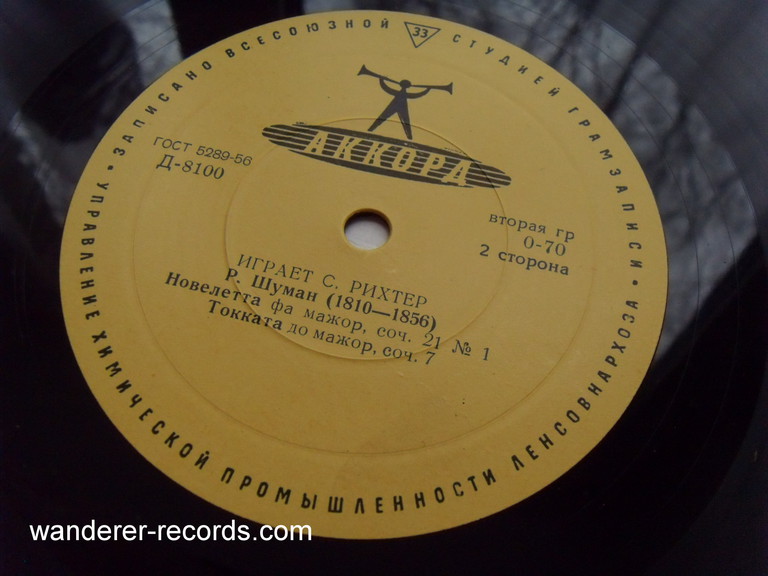 • ЗАПИСАНО ВСЕСОЮЗНОЙ 33 СТУДИЕЙ ГРАМЗАПИСИ •
АККОРД
ГОСТ 5289-56
Д-8100
вторая гр
0-70
2 сторона
ИГРАЕТ С. РИХТЕР
Р. Шуман (1810—1856)
Новелетта фа мажор, соч. 21 № 1
Токката до мажор, соч. 7
УПРАВЛЕНИЕ ХИМИЧЕСКОЙ ПРОМЫШЛЕННОСТИ ЛЕНСОВНАРХОЗА
wanderer-records.com